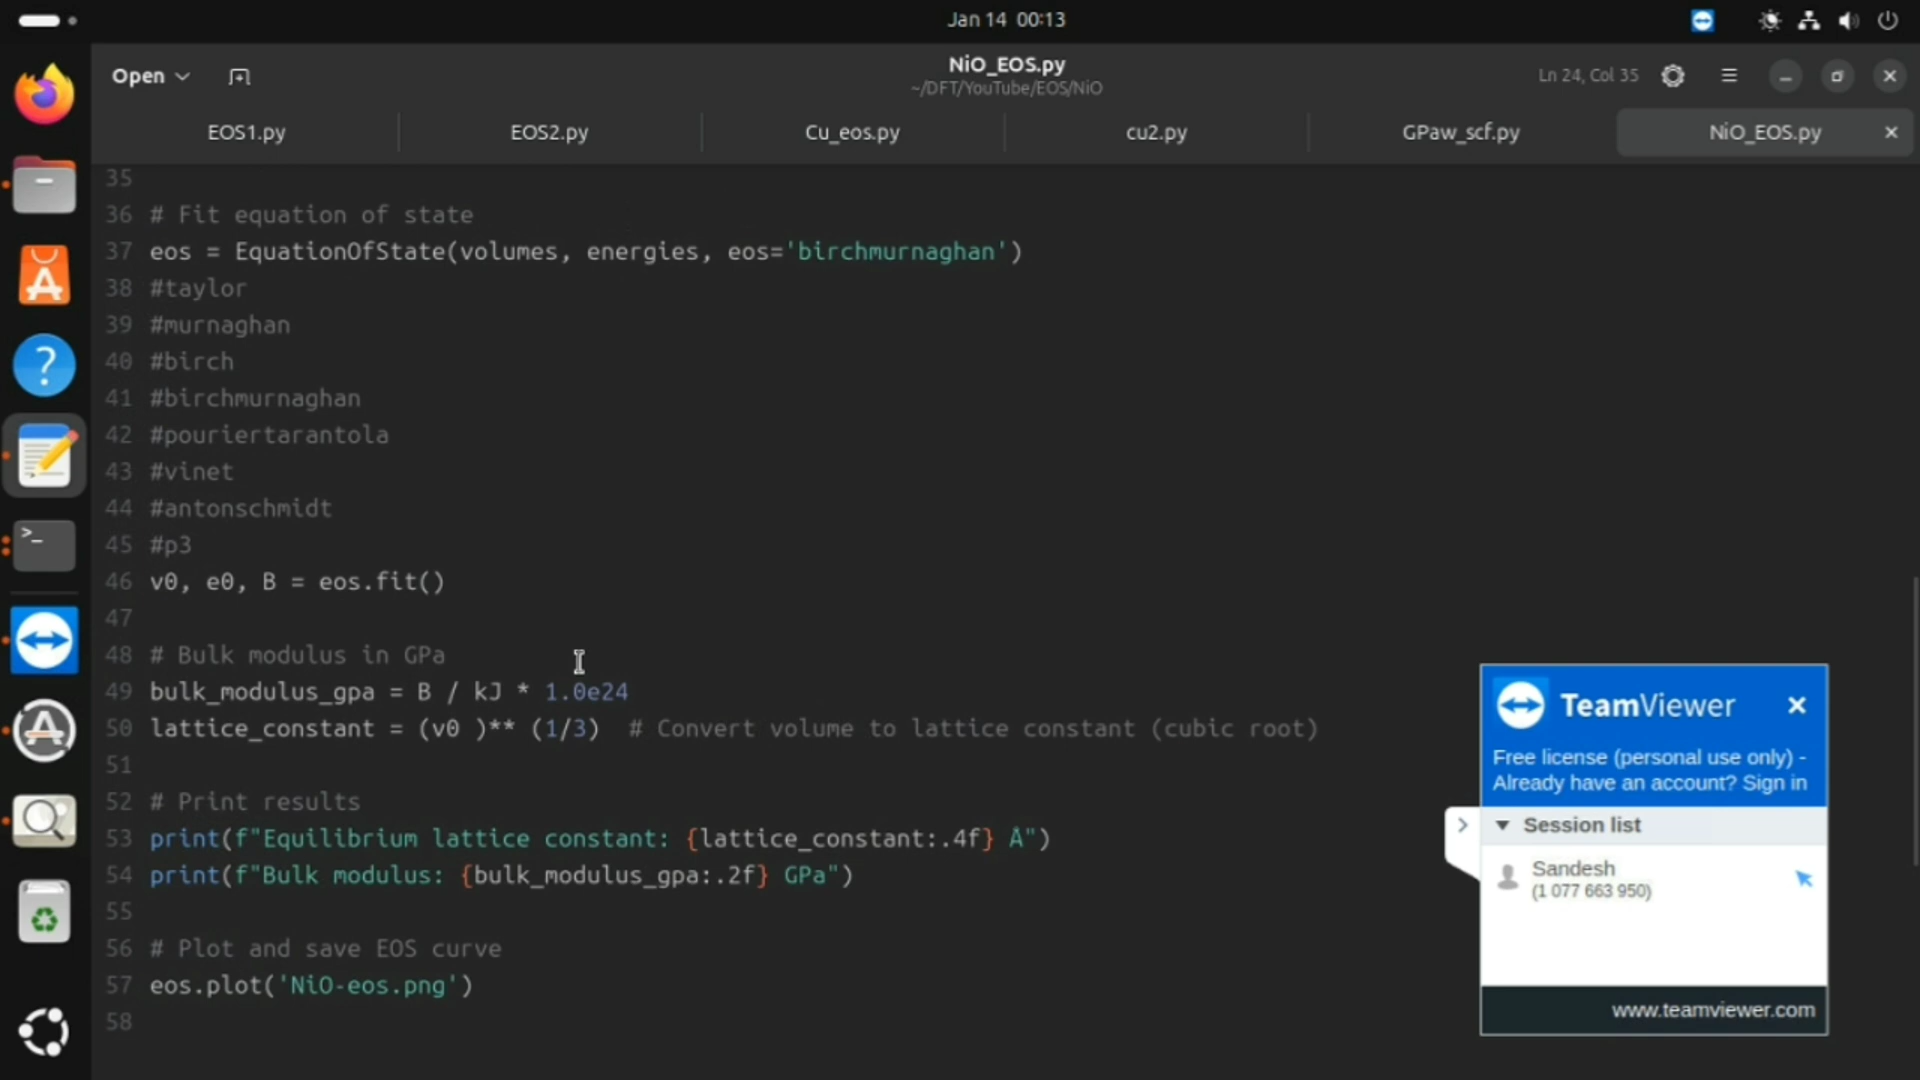 Jan 14 00:13
Open
NiO_EOS.py
~/DFT/YouTube/EOS/NiO
Ln 24, Col 35
EOS1.py
EOS2.py
Cu_eos.py
cu2.py
GPaw_scf.py
NiO_EOS.py
35
36 # Fit equation of state
37 eos = EquationOfState(volumes, energies, eos='birchmurnaghan')
38 #taylor
39 #murnaghan
40 #birch
41 #birchmurnaghan
42 #pouriertarantola
43 #vinet
44 #antonschmidt
45 #p3
46 v0, e0, B = eos.fit()
47
48 # Bulk modulus in GPa
49 bulk_modulus_gpa = B / kJ * 1.0e24
50 lattice_constant = (v0 )** (1/3)  # Convert volume to lattice constant (cubic root)
51
52 # Print results
53 print(f"Equilibrium lattice constant: {lattice_constant:.4f} Å")
54 print(f"Bulk modulus: {bulk_modulus_gpa:.2f} GPa")
55
56 # Plot and save EOS curve
57 eos.plot('NiO-eos.png')
58
TeamViewer
Free license (personal use only) -
Already have an account? Sign in
Session list
Sandesh
(1 077 663 950)
www.teamviewer.com